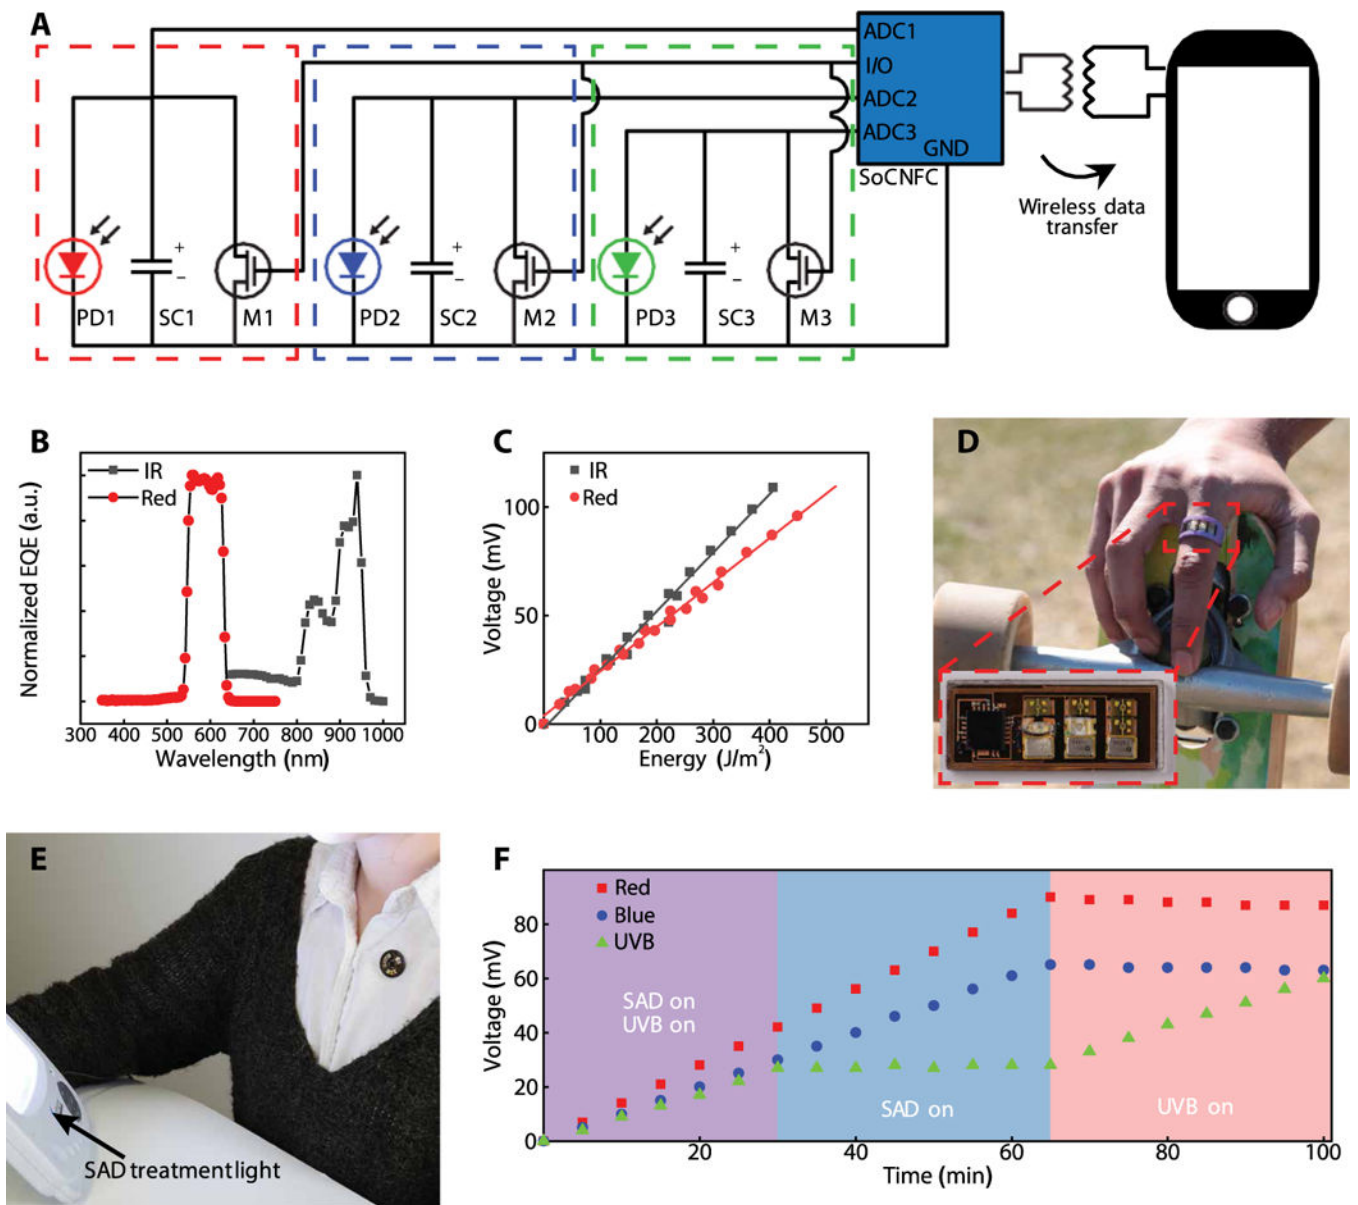 A
ADC1
I/O
ADC2
ADC3
GND
SoCNFC
Wireless data
transfer
+
−
PD1
SC1
M1
+
−
PD2
SC2
M2
+
−
PD3
SC3
M3
B
IR
Red
Normalized EQE (a.u.)
300 400 500 600 700 800 900 1000
Wavelength (nm)
C
IR
Red
Voltage (mV)
100
50
0
100 200 300 400 500
Energy (J/m²)
D
E
SAD treatment light
F
Red
Blue
UVB
Voltage (mV)
80
60
40
20
0
SAD on
UVB on
SAD on
UVB on
20 40 60 80 100
Time (min)